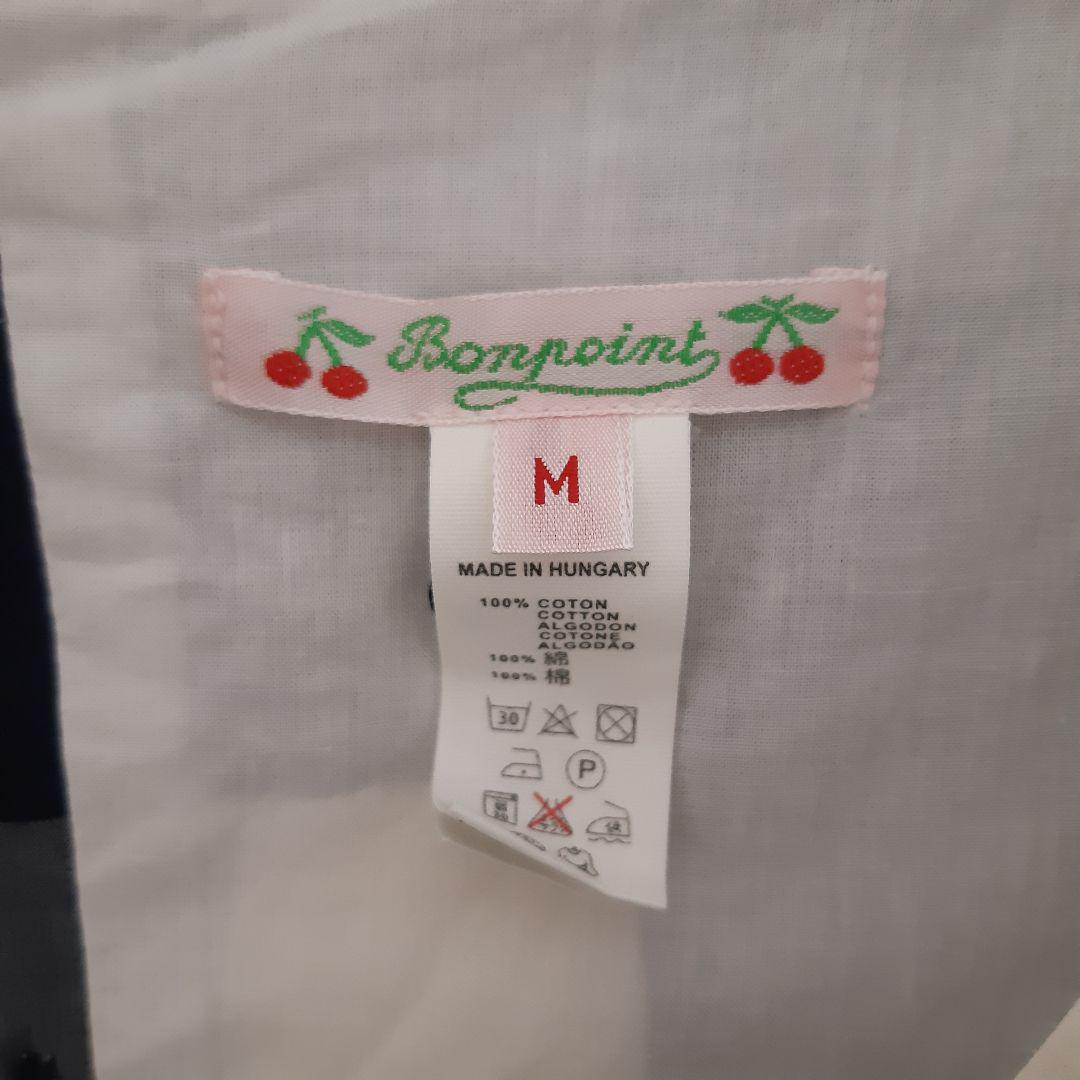 Bonpoint
M
MADE IN HUNGARY
100% COTON
COTTON
ALGODON
COTONE
ALGODÃO
100% 綿
100% 棉
30
P